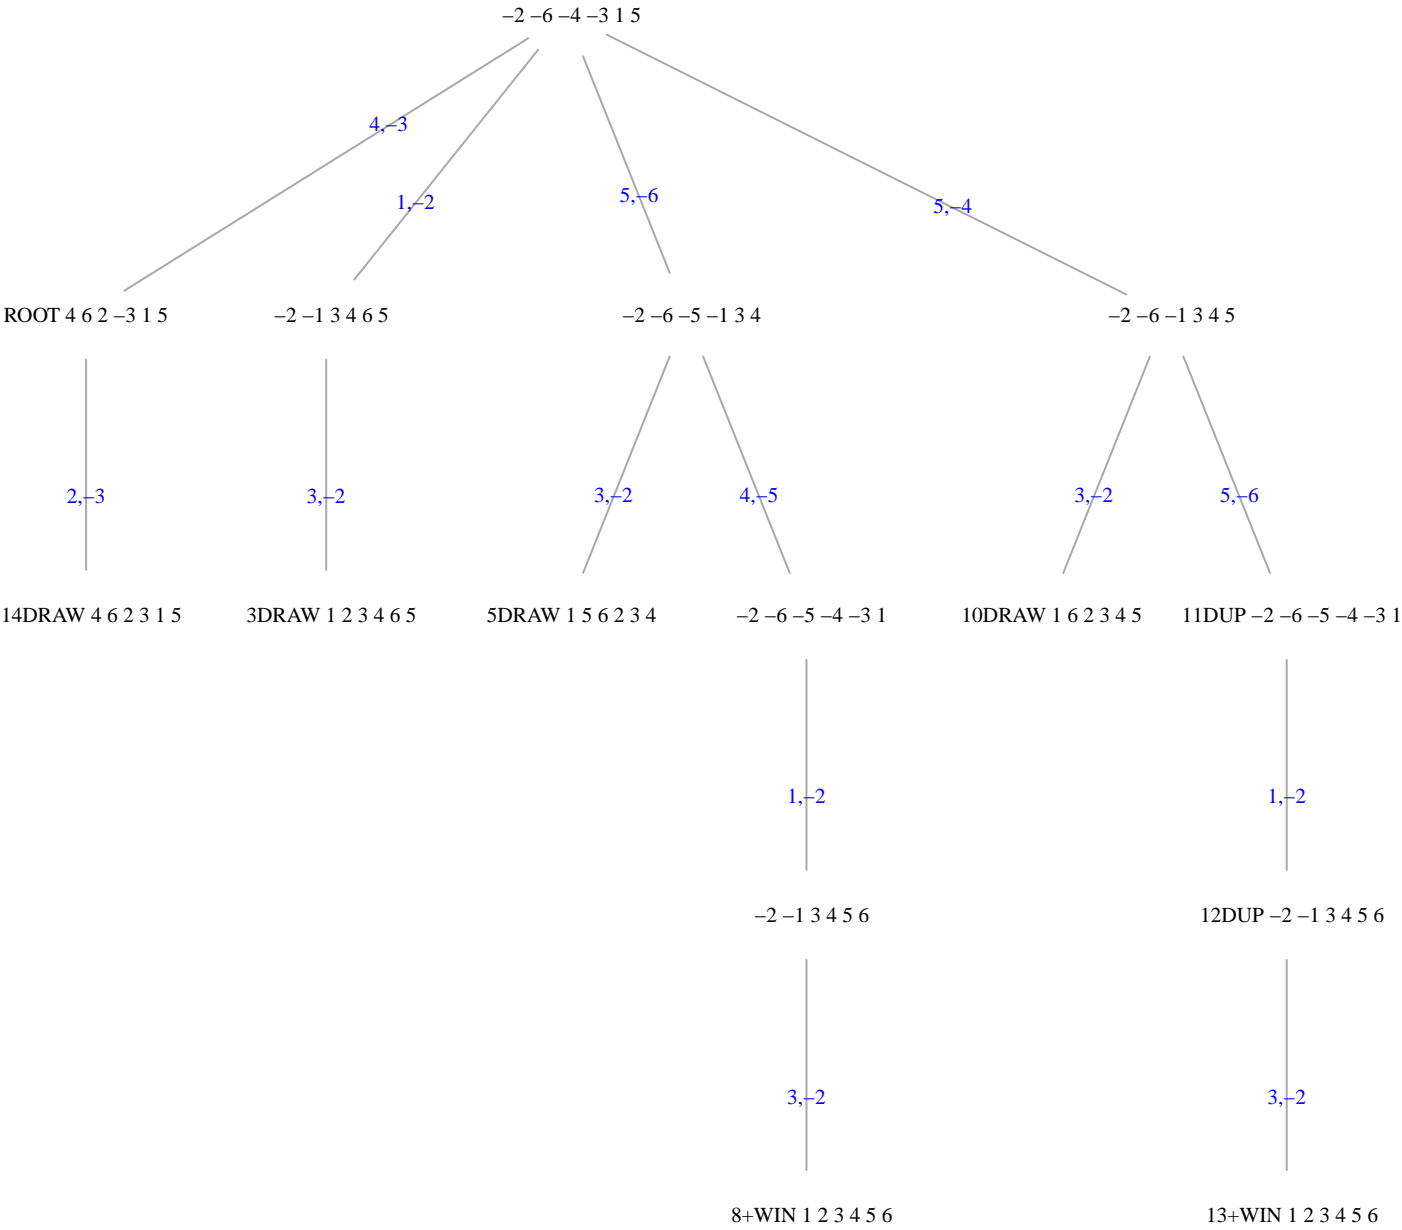 −2 −6 −4 −3 1 5
4,−3
1,−2
5,−6
5,−4
ROOT 4 6 2 −3 1 5
−2 −1 3 4 6 5
−2 −6 −5 −1 3 4
−2 −6 −1 3 4 5
2,−3
3,−2
3,−2
4,−5
3,−2
5,−6
14DRAW 4 6 2 3 1 5
3DRAW 1 2 3 4 6 5
5DRAW 1 5 6 2 3 4
−2 −6 −5 −4 −3 1
10DRAW 1 6 2 3 4 5
11DUP −2 −6 −5 −4 −3 1
1,−2
1,−2
−2 −1 3 4 5 6
12DUP −2 −1 3 4 5 6
3,−2
3,−2
8+WIN 1 2 3 4 5 6
13+WIN 1 2 3 4 5 6